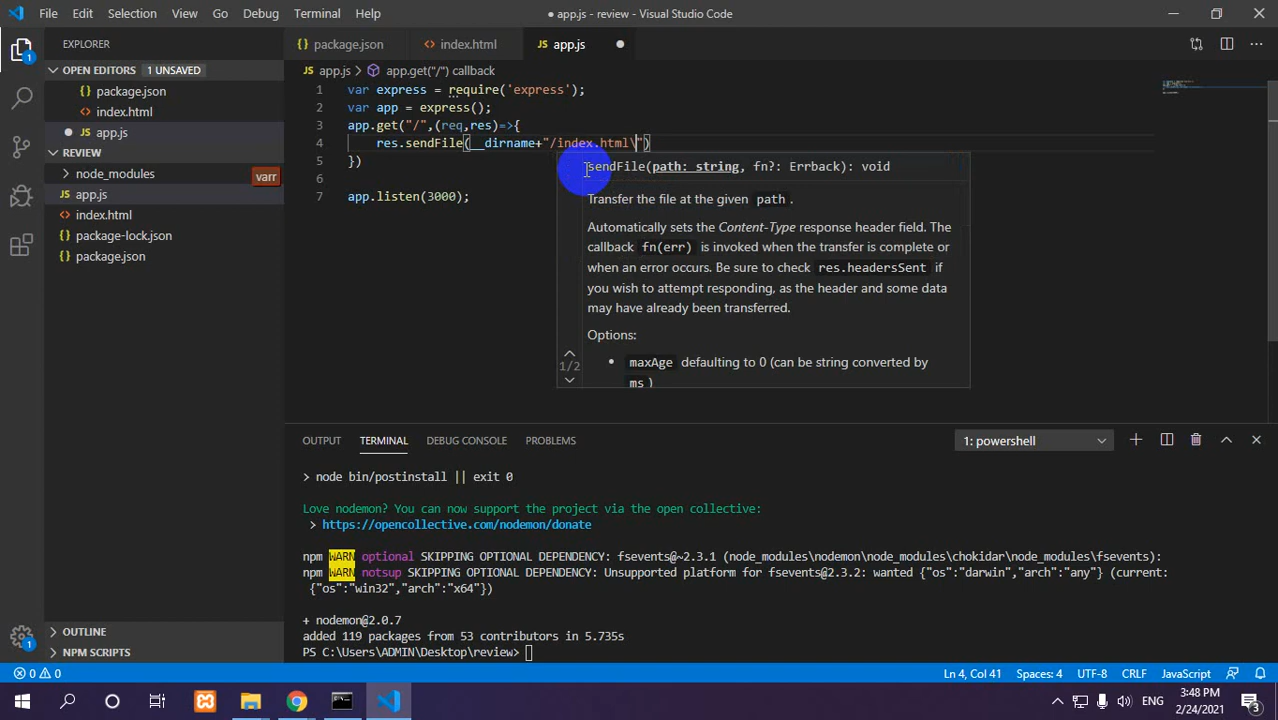 File Edit Selection View Go Debug Terminal Help
● app.js - review - Visual Studio Code
EXPLORER
package.json
index.html
app.js
OPEN EDITORS 1 UNSAVED
package.json
index.html
app.js
REVIEW
node_modules
varr
app.js
index.html
package-lock.json
package.json
OUTLINE
NPM SCRIPTS
app.js > app.get("/") callback
1 var express = require('express');
2 var app = express();
3 app.get("/",(req,res)=>{
4 res.sendFile(__dirname+"/index.html\")
5 })
6
7 app.listen(3000);
sendFile(path: string, fn?: Errback): void
Transfer the file at the given path .
Automatically sets the Content-Type response header field. The
callback fn(err) is invoked when the transfer is complete or
when an error occurs. Be sure to check res.headersSent if
you wish to attempt responding, as the header and some data
may have already been transferred.
Options:
1/2
• maxAge defaulting to 0 (can be string converted by
ms )
OUTPUT TERMINAL DEBUG CONSOLE PROBLEMS
1: powershell
> node bin/postinstall || exit 0
Love nodemon? You can now support the project via the open collective:
> https://opencollective.com/nodemon/donate
npm WARN optional SKIPPING OPTIONAL DEPENDENCY: fsevents@~2.3.1 (node_modules\nodemon\node_modules\chokidar\node_modules\fsevents):
npm WARN notsup SKIPPING OPTIONAL DEPENDENCY: Unsupported platform for fsevents@2.3.2: wanted {"os":"darwin","arch":"any"} (current:
{"os":"win32","arch":"x64"})
+ nodemon@2.0.7
added 119 packages from 53 contributors in 5.735s
PS C:\Users\ADMIN\Desktop\review>
0 0
Ln 4, Col 41 Spaces: 4 UTF-8 CRLF JavaScript
ENG
3:48 PM
2/24/2021
3
1
1